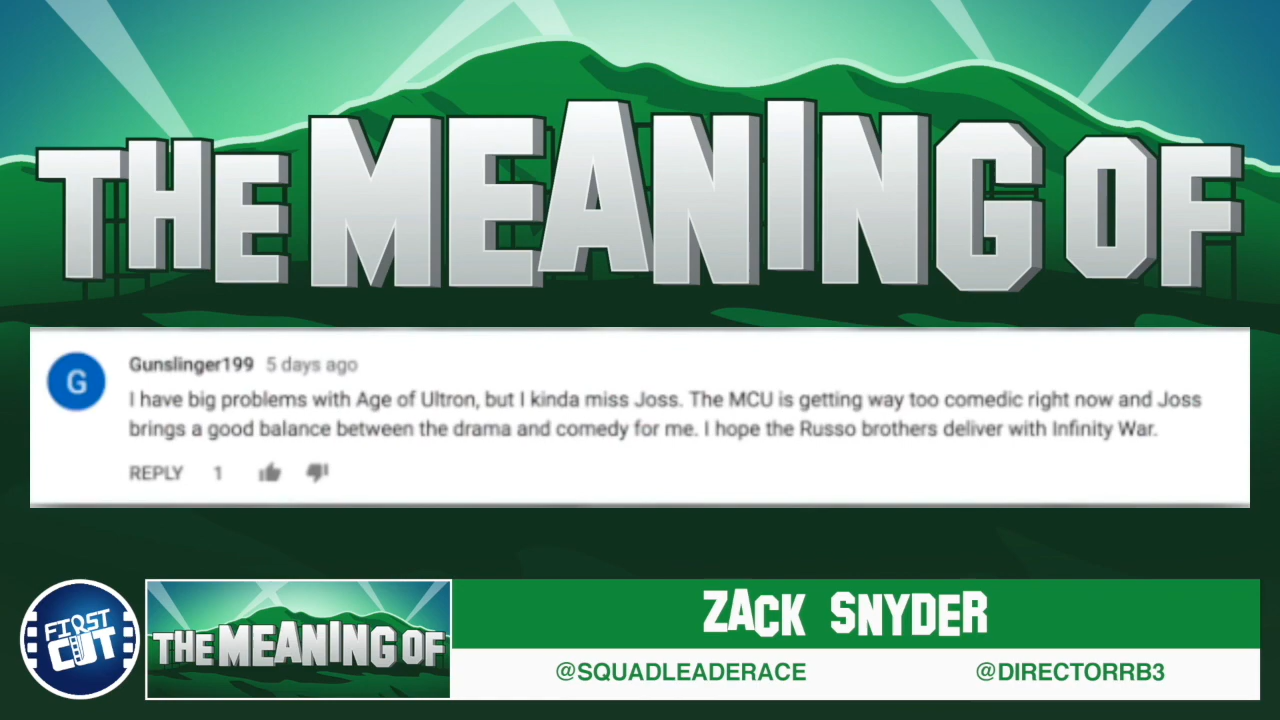 THE MEANING OF
G
Gunslinger199 5 days ago
I have big problems with Age of Ultron, but I kinda miss Joss. The MCU is getting way too comedic right now and Joss
brings a good balance between the drama and comedy for me. I hope the Russo brothers deliver with Infinity War.
REPLY 1
FIRST
CUT
THE MEANING OF
ZACK SNYDER
@SQUADLEADERACE @DIRECTORRB3